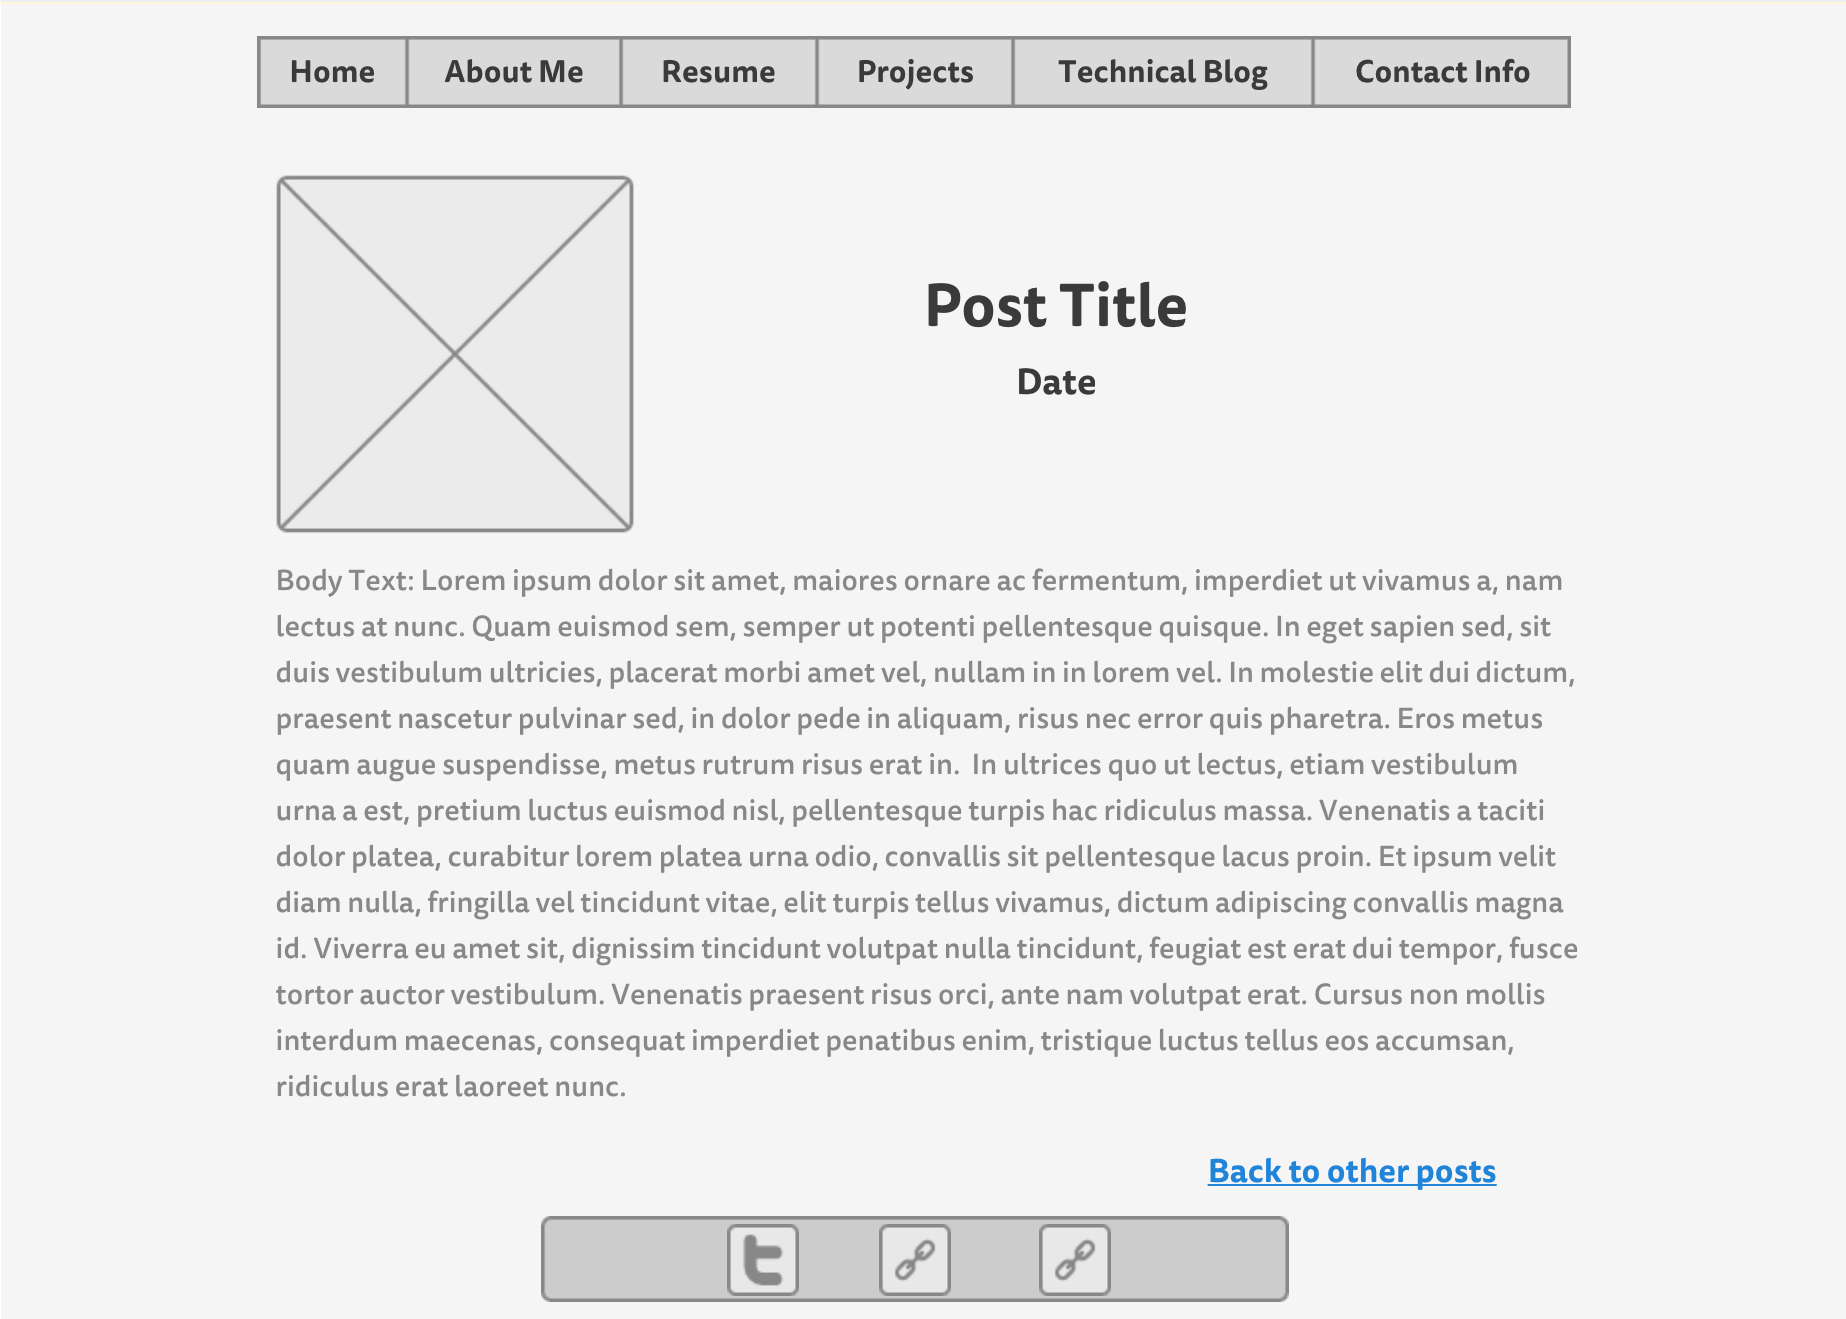 Home About Me Resume Projects Technical Blog Contact Info
Post Title
Date
Body Text: Lorem ipsum dolor sit amet, maiores ornare ac fermentum, imperdiet ut vivamus a, nam
lectus at nunc. Quam euismod sem, semper ut potenti pellentesque quisque. In eget sapien sed, sit
duis vestibulum ultricies, placerat morbi amet vel, nullam in in lorem vel. In molestie elit dui dictum,
praesent nascetur pulvinar sed, in dolor pede in aliquam, risus nec error quis pharetra. Eros metus
quam augue suspendisse, metus rutrum risus erat in.  In ultrices quo ut lectus, etiam vestibulum
urna a est, pretium luctus euismod nisl, pellentesque turpis hac ridiculus massa. Venenatis a taciti
dolor platea, curabitur lorem platea urna odio, convallis sit pellentesque lacus proin. Et ipsum velit
diam nulla, fringilla vel tincidunt vitae, elit turpis tellus vivamus, dictum adipiscing convallis magna
id. Viverra eu amet sit, dignissim tincidunt volutpat nulla tincidunt, feugiat est erat dui tempor, fusce
tortor auctor vestibulum. Venenatis praesent risus orci, ante nam volutpat erat. Cursus non mollis
interdum maecenas, consequat imperdiet penatibus enim, tristique luctus tellus eos accumsan,
ridiculus erat laoreet nunc.
Back to other posts